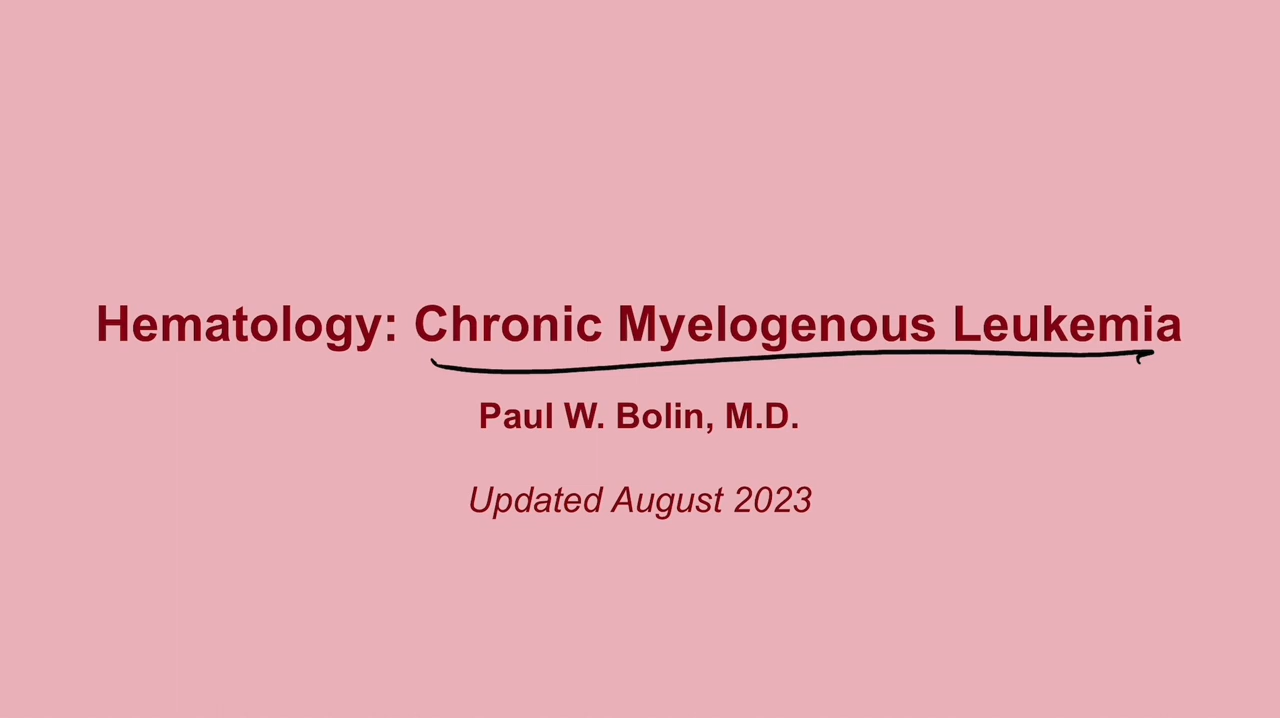 Hematology: Chronic Myelogenous Leukemia
Paul W. Bolin, M.D.
Updated August 2023